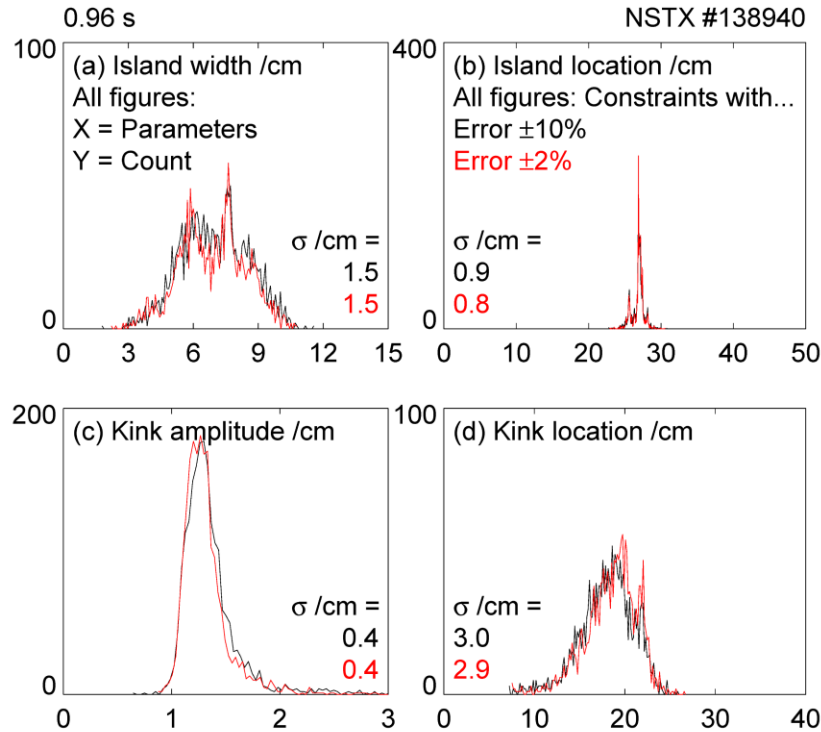 0.96 s
NSTX #138940
100
(a) Island width /cm
All figures:
X = Parameters
Y = Count
σ /cm =
1.5
1.5
0
0 3 6 9 12 15
400
(b) Island location /cm
All figures: Constraints with...
Error ±10%
Error ±2%
σ /cm =
0.9
0.8
0
0 10 20 30 40 50
200
(c) Kink amplitude /cm
σ /cm =
0.4
0.4
0
0 1 2 3
100
(d) Kink location /cm
σ /cm =
3.0
2.9
0
0 10 20 30 40